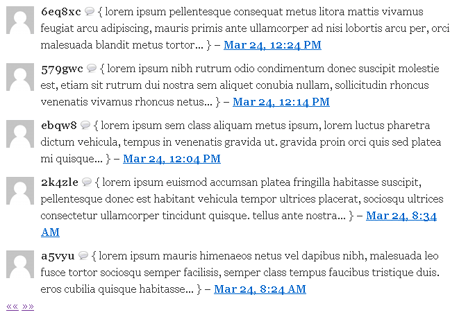 6eq8xc { lorem ipsum pellentesque consequat metus litora mattis vivamus
feugiat arcu adipiscing, mauris primis ante ullamcorper ad nisi lobortis arcu per, orci
malesuada blandit metus tortor... } – Mar 24, 12:24 PM
579gwc { lorem ipsum nibh rutrum odio condimentum donec suscipit molestie
est, etiam sit rutrum dui nostra sem aliquet conubia nullam, sollicitudin rhoncus
venenatis vivamus rhoncus netus... } – Mar 24, 12:14 PM
ebqw8 { lorem ipsum sem class aliquam metus ipsum, lorem luctus pharetra
dictum vehicula, tempus in venenatis gravida ut. gravida proin orci quis sed platea
mi quisque... } – Mar 24, 12:04 PM
2k4zle { lorem ipsum euismod accumsan platea fringilla habitasse suscipit,
pellentesque donec est habitant vehicula tempor ultrices placerat, sociosqu ultrices
consectetur ullamcorper tincidunt quisque. tellus ante nostra... } – Mar 24, 8:34
AM
a5vyu { lorem ipsum mauris himenaeos netus vel dapibus nibh, malesuada leo
fusce tortor sociosqu semper facilisis, semper class tempus faucibus tristique duis.
eros cubilia quisque habitasse... } – Mar 24, 8:24 AM
«« »»